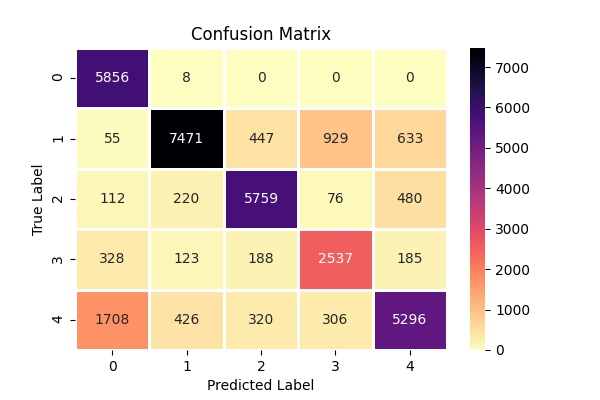 Confusion Matrix
True Label
0 5856 8 0 0 0
1 55 7471 447 929 633
2 112 220 5759 76 480
3 328 123 188 2537 185
4 1708 426 320 306 5296
0 1 2 3 4
Predicted Label
7000
6000
5000
4000
3000
2000
1000
0